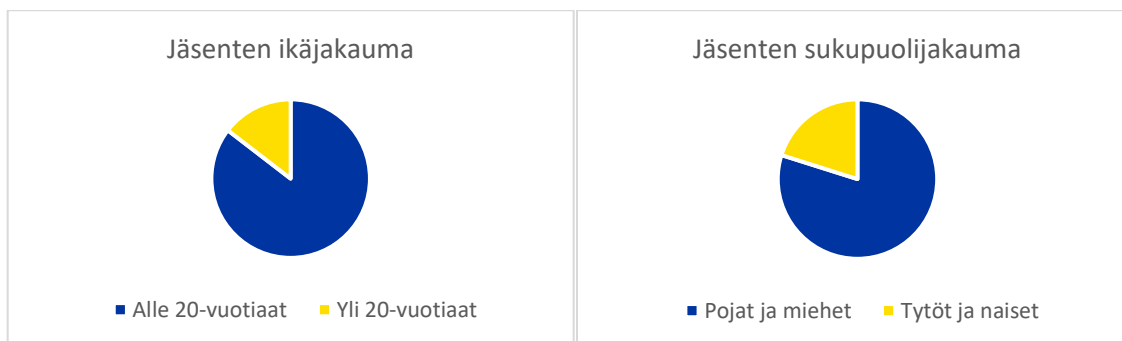 Jäsenten ikäjakauma
Alle 20-vuotiaat
Yli 20-vuotiaat
Jäsenten sukupuolijakauma
Pojat ja miehet
Tytöt ja naiset